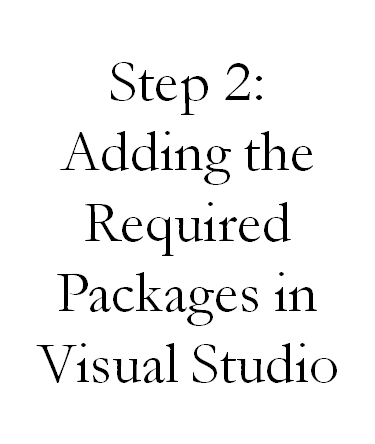 Step 2:
Adding the
Required
Packages in
Visual Studio